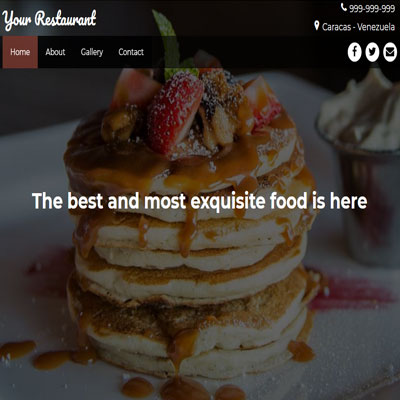 Your Restaurant
999-999-999
Caracas - Venezuela
Home About Gallery Contact
The best and most exquisite food is here